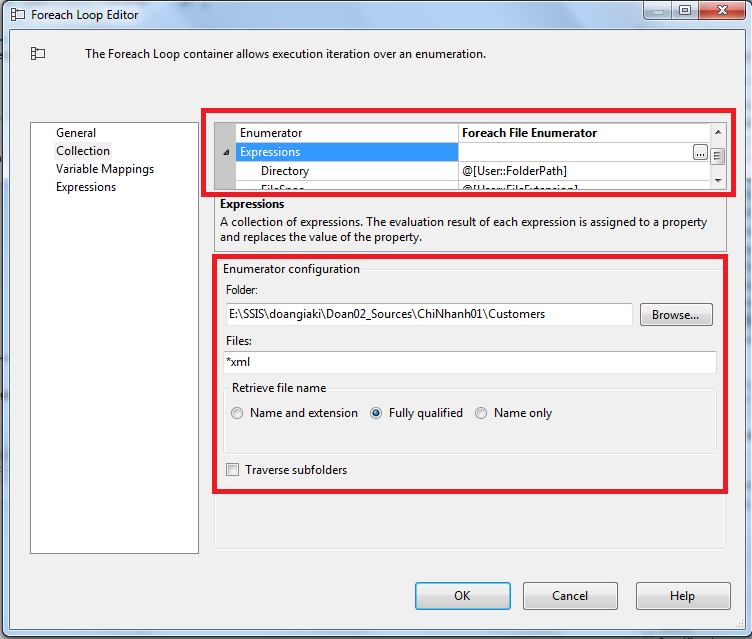 Foreach Loop Editor
The Foreach Loop container allows execution iteration over an enumeration.
General
Collection
Variable Mappings
Expressions
Enumerator Foreach File Enumerator
Expressions ...
Directory @[User::FolderPath]
FileSpec @[User::FileExtension]
Expressions
A collection of expressions. The evaluation result of each expression is assigned to a property
and replaces the value of the property.
Enumerator configuration
Folder:
E:\SSIS\doangiaki\Doan02_Sources\ChiNhanh01\Customers Browse...
Files:
*xml
Retrieve file name
Name and extension Fully qualified Name only
Traverse subfolders
OK Cancel Help